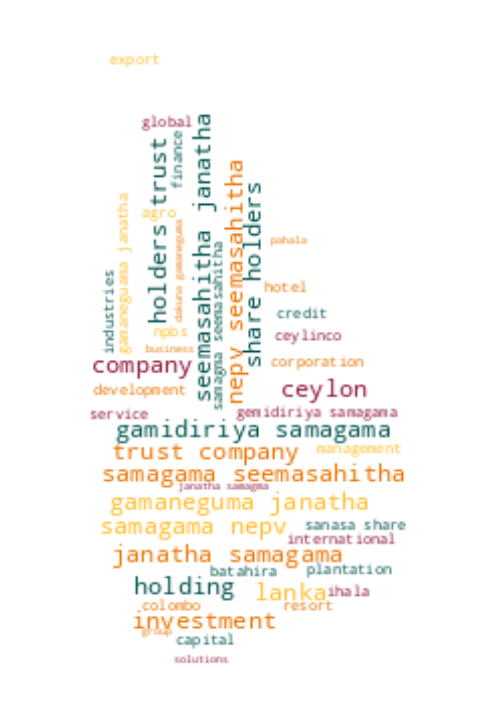 export
global
holders trust
finance
seemasahitha janatha
industries
gamaneguama janatha
agro
dakuna gamaneguma
samagma seemasahitha
nepv seemasahitha
share holders
pahala
hotel
credit
npbs
ceylinco
business
company
corporation
development
ceylon
service
gemidiriya samagama
gamidiriya samagama
trust company
management
samagama seemasahitha
janatha samagma
gamaneguma janatha
samagama nepv
sanasa share
international
janatha samagama
batahira
plantation
holding
lanka
ihala
colombo
resort
investment
group
capital
solutions